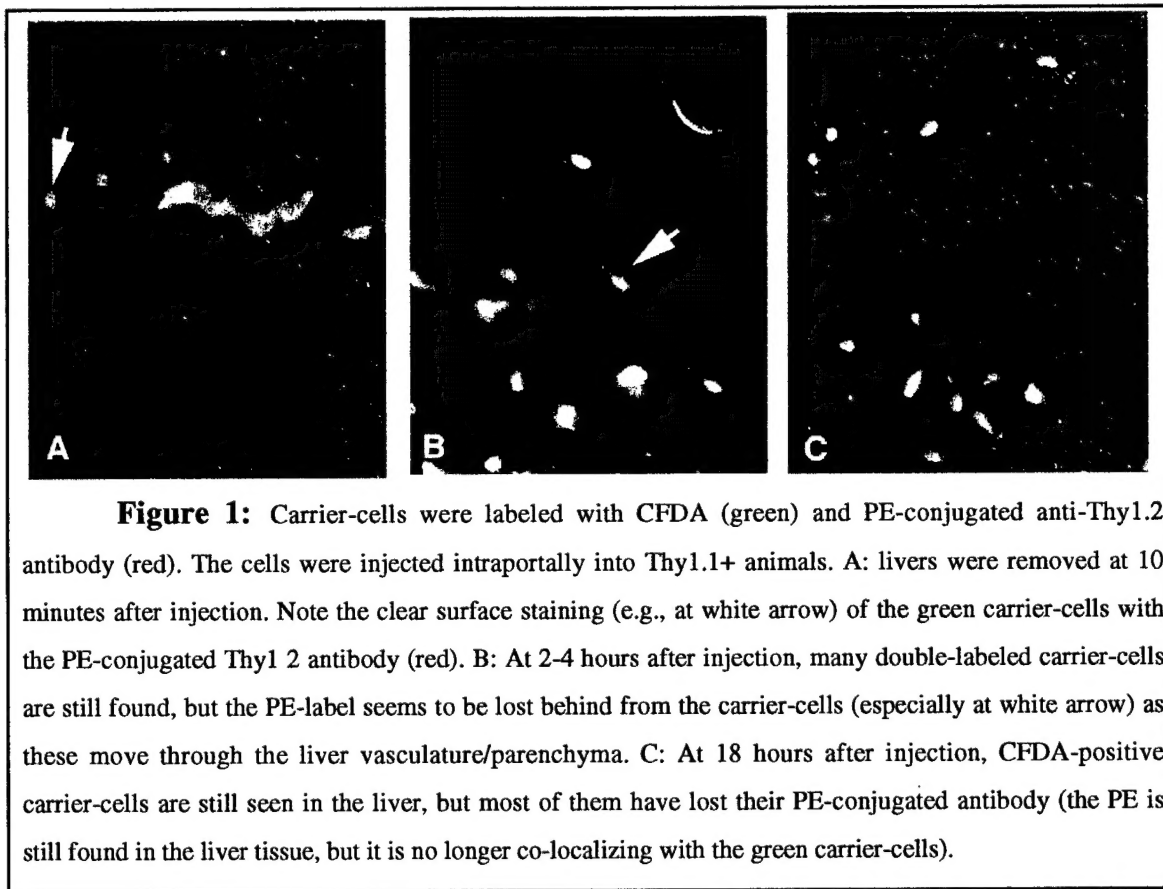 A B C
Figure 1: Carrier-cells were labeled with CFDA (green) and PE-conjugated anti-Thy1.2
antibody (red). The cells were injected intraportally into Thy1.1+ animals. A: livers were removed at 10
minutes after injection. Note the clear surface staining (e.g., at white arrow) of the green carrier-cells with
the PE-conjugated Thy1 2 antibody (red). B: At 2-4 hours after injection, many double-labeled carrier-cells
are still found, but the PE-label seems to be lost behind from the carrier-cells (especially at white arrow) as
these move through the liver vasculature/parenchyma. C: At 18 hours after injection, CFDA-positive
carrier-cells are still seen in the liver, but most of them have lost their PE-conjugated antibody (the PE is
still found in the liver tissue, but it is no longer co-localizing with the green carrier-cells).